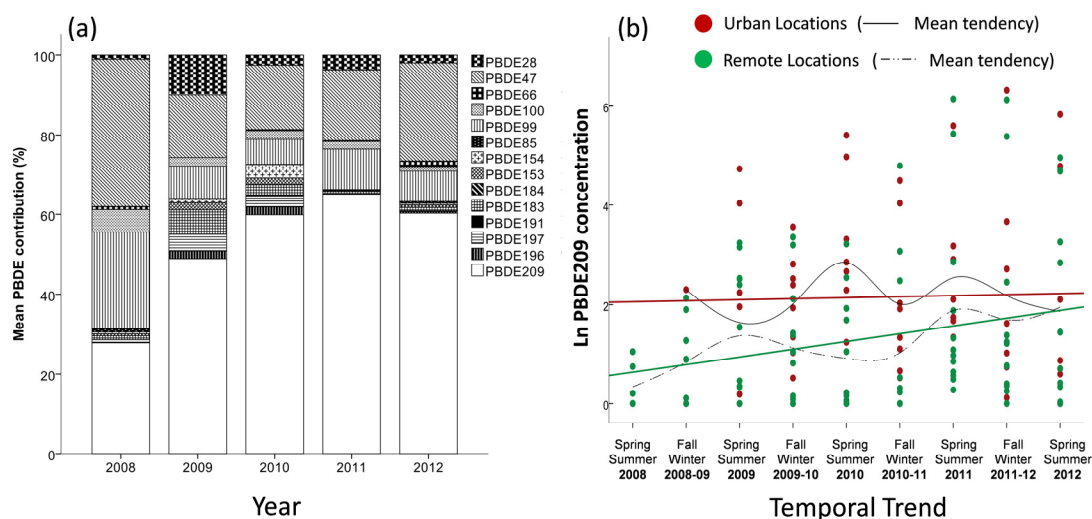 (a)
100
80
60
40
20
0
Mean PBDE contribution (%)
2008
2009
2010
2011
2012
Year
PBDE28
PBDE47
PBDE66
PBDE100
PBDE99
PBDE85
PBDE154
PBDE153
PBDE184
PBDE183
PBDE191
PBDE197
PBDE196
PBDE209
(b)
Urban Locations ( Mean tendency)
Remote Locations ( Mean tendency)
Ln PBDE209 concentration
6
4
2
0
Spring
Summer
2008
Fall
Winter
2008-09
Spring
Summer
2009
Fall
Winter
2009-10
Spring
Summer
2010
Fall
Winter
2010-11
Spring
Summer
2011
Fall
Winter
2011-12
Spring
Summer
2012
Temporal Trend